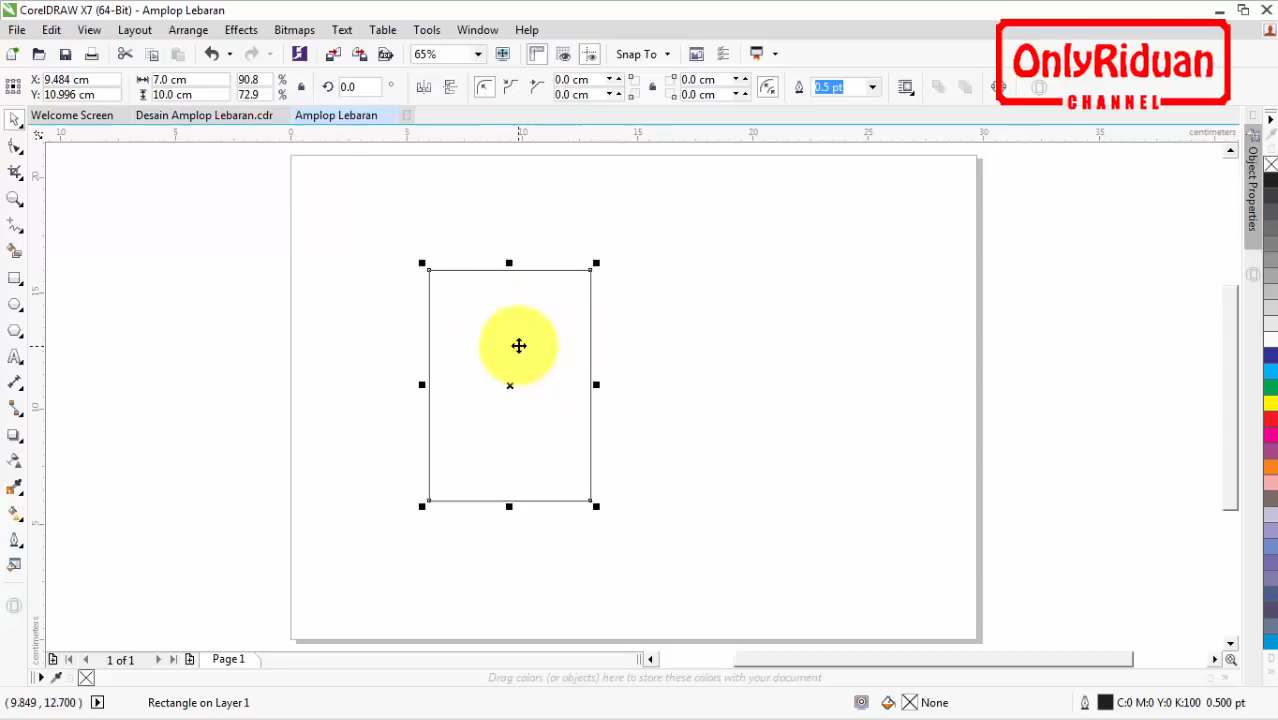 CorelDRAW X7 (64-Bit) - Amplop Lebaran
File Edit View Layout Arrange Effects Bitmaps Text Table Tools Window Help
OnlyRiduan
CHANNEL
65% Snap To
X: 9.484 cm 7.0 cm 90.8 % 0.0 ° 0.0 cm 0.0 cm 0.5 pt
Y: 10.996 cm 10.0 cm 72.9 % 0.0 cm 0.0 cm
Welcome Screen Desain Amplop Lebaran.cdr Amplop Lebaran
10 5 0 5 10 15 20 25 30 35 centimeters
20
15
10
5
centimeters
Object Properties
1 of 1 Page 1
Drag colors (or objects) here to store these colors with your document
(9.849 , 12.700) Rectangle on Layer 1 None C:0 M:0 Y:0 K:100 0.500 pt